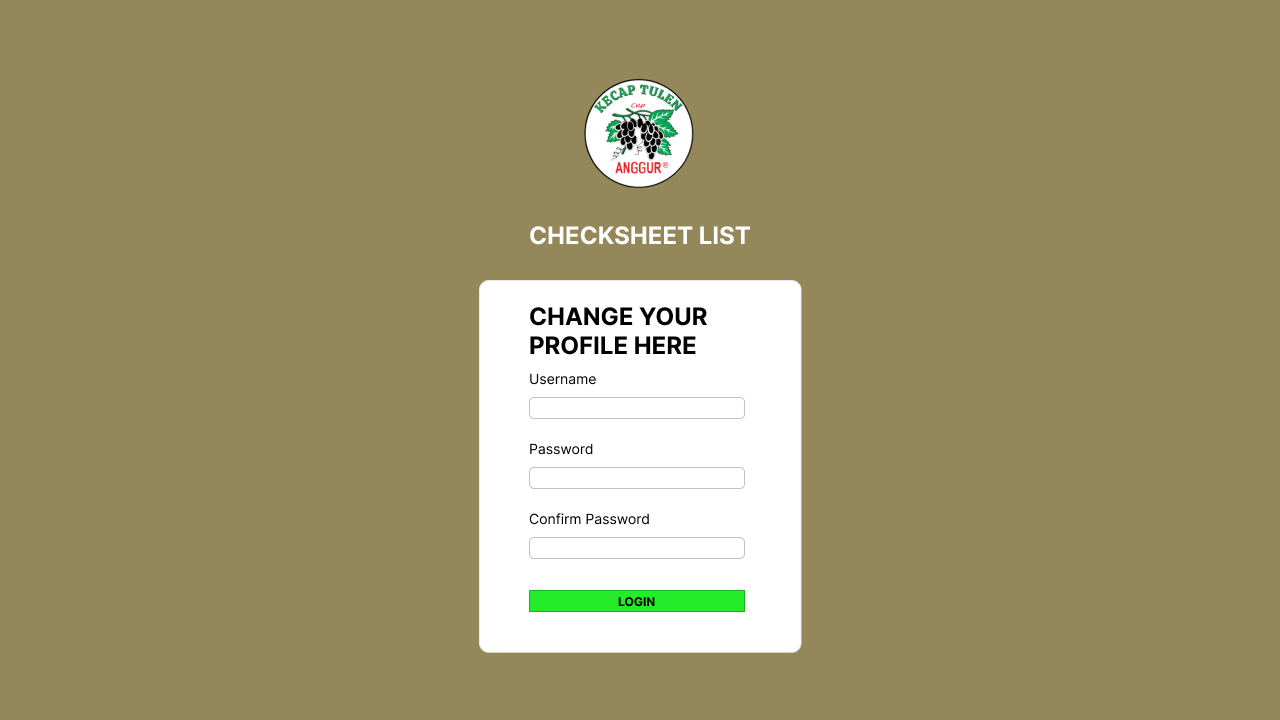 KECAP TULEN
Cap
ANGGUR®
CHECKSHEET LIST
CHANGE YOUR
PROFILE HERE
Username
Password
Confirm Password
LOGIN